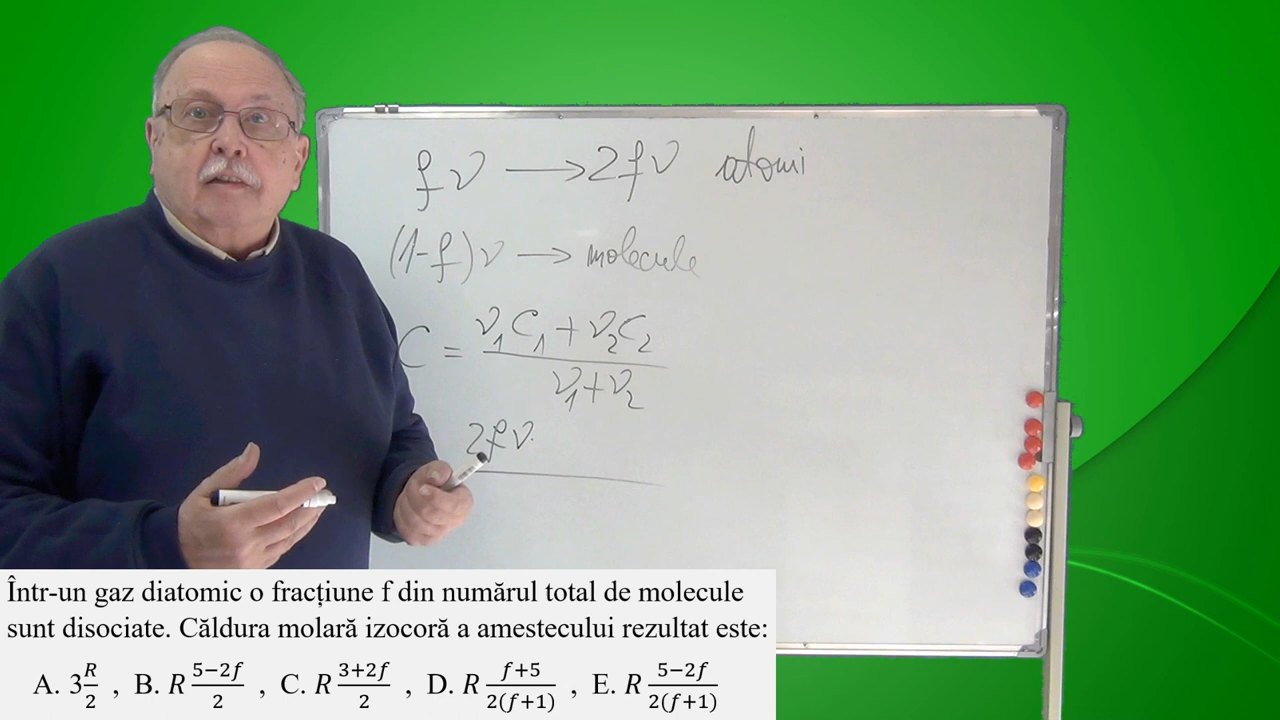 fν → 2fν atomi
(1-f)ν → molecule
C = (ν₁C₁ + ν₂C₂) / (ν₁+ν₂)
2fν.
Într-un gaz diatomic o fracțiune f din numărul total de molecule
sunt disociate. Căldura molară izocoră a amestecului rezultat este:
A. 3 R/2 , B. R (5−2f)/2 , C. R (3+2f)/2 , D. R (f+5)/(2(f+1)) , E. R (5−2f)/(2(f+1))